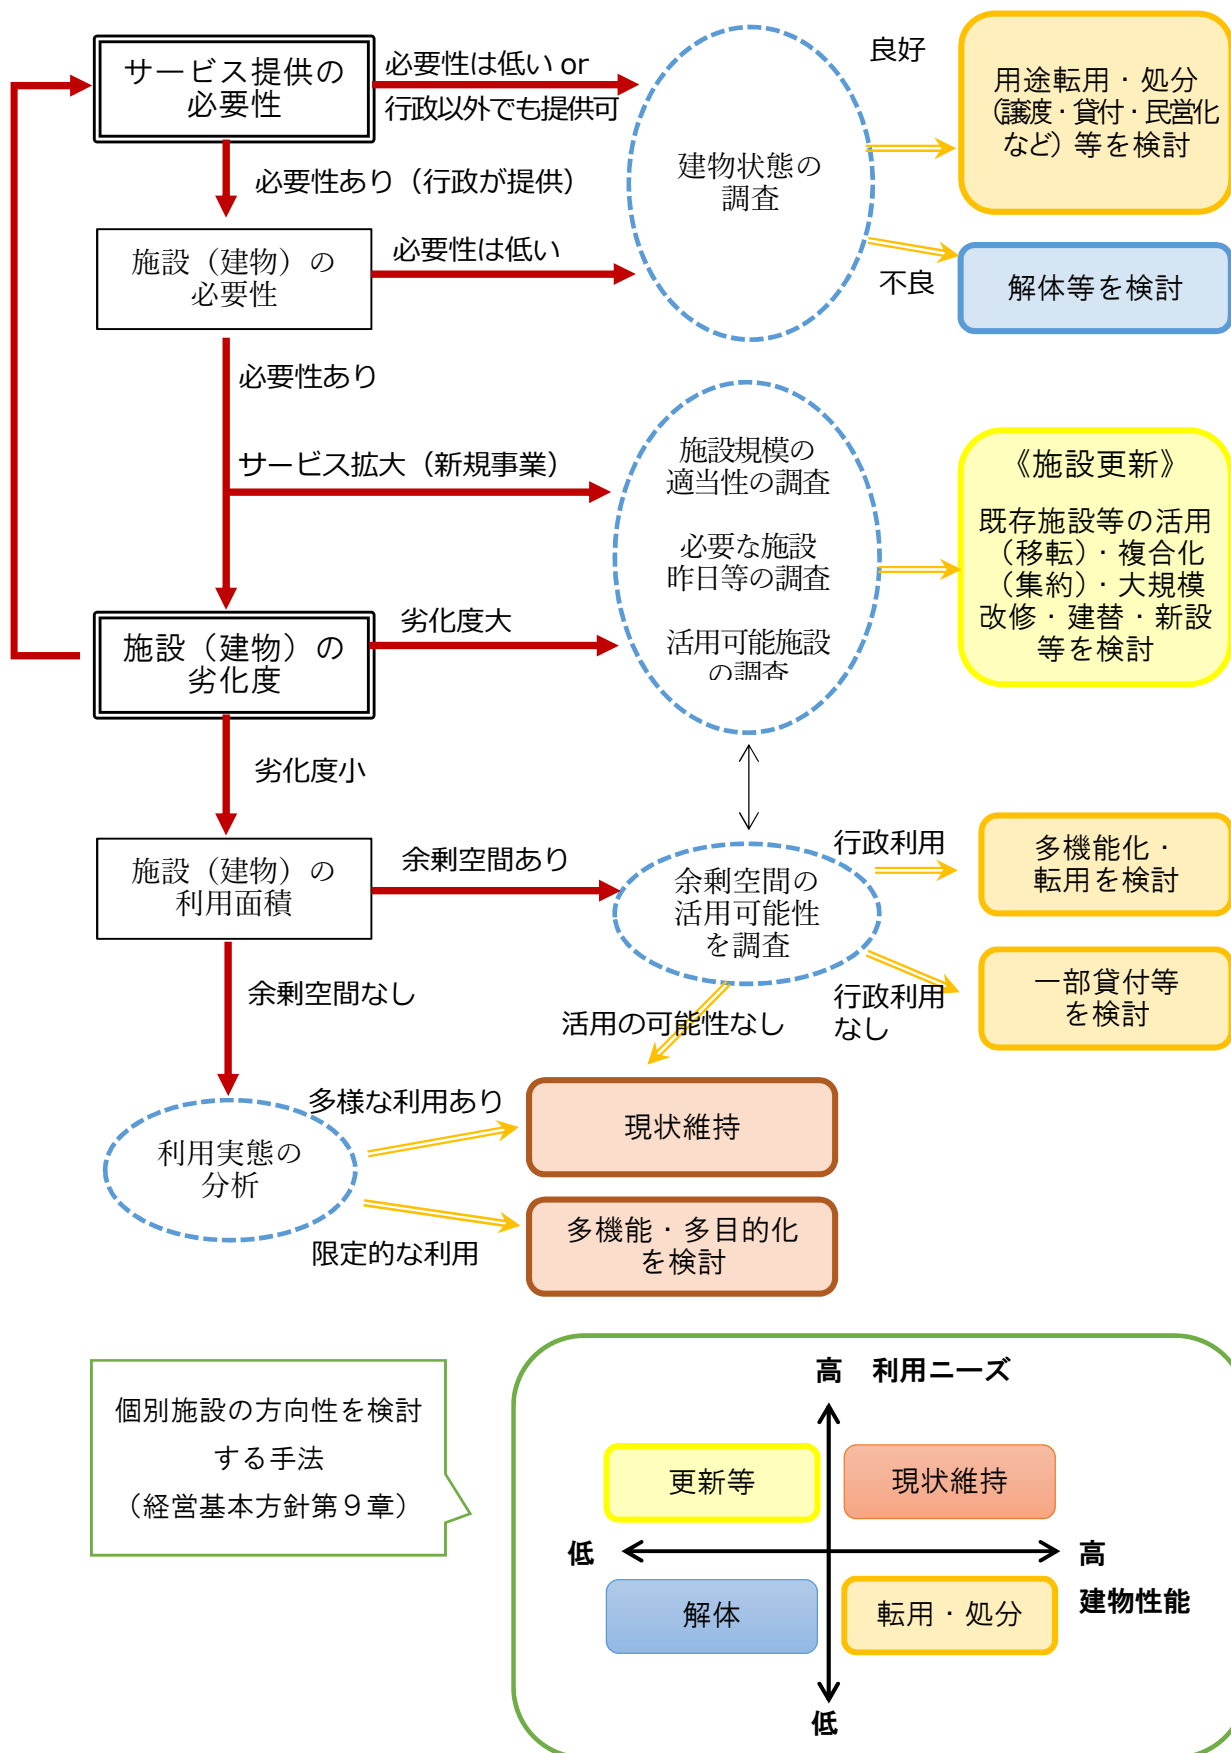 サービス提供の
必要性
必要性は低い or
行政以外でも提供可
建物状態の
調査
良好
用途転用・処分
（譲渡・貸付・民営化
など）等を検討
必要性あり（行政が提供）
施設（建物）の
必要性
必要性は低い
不良
解体等を検討
必要性あり
サービス拡大（新規事業）
施設規模の
適当性の調査
必要な施設
昨日等の調査
活用可能施設
の調査
《施設更新》
既存施設等の活用
（移転）・複合化
（集約）・大規模
改修・建替・新設
等を検討
施設（建物）の
劣化度
劣化度大
劣化度小
施設（建物）の
利用面積
余剰空間あり
余剰空間の
活用可能性
を調査
行政利用
多機能化・
転用を検討
行政利用
なし
一部貸付等
を検討
余剰空間なし
活用の可能性なし
利用実態の
分析
多様な利用あり
現状維持
限定的な利用
多機能・多目的化
を検討
個別施設の方向性を検討
する手法
（経営基本方針第９章）
高 利用ニーズ
更新等
現状維持
低
高
建物性能
解体
転用・処分
低